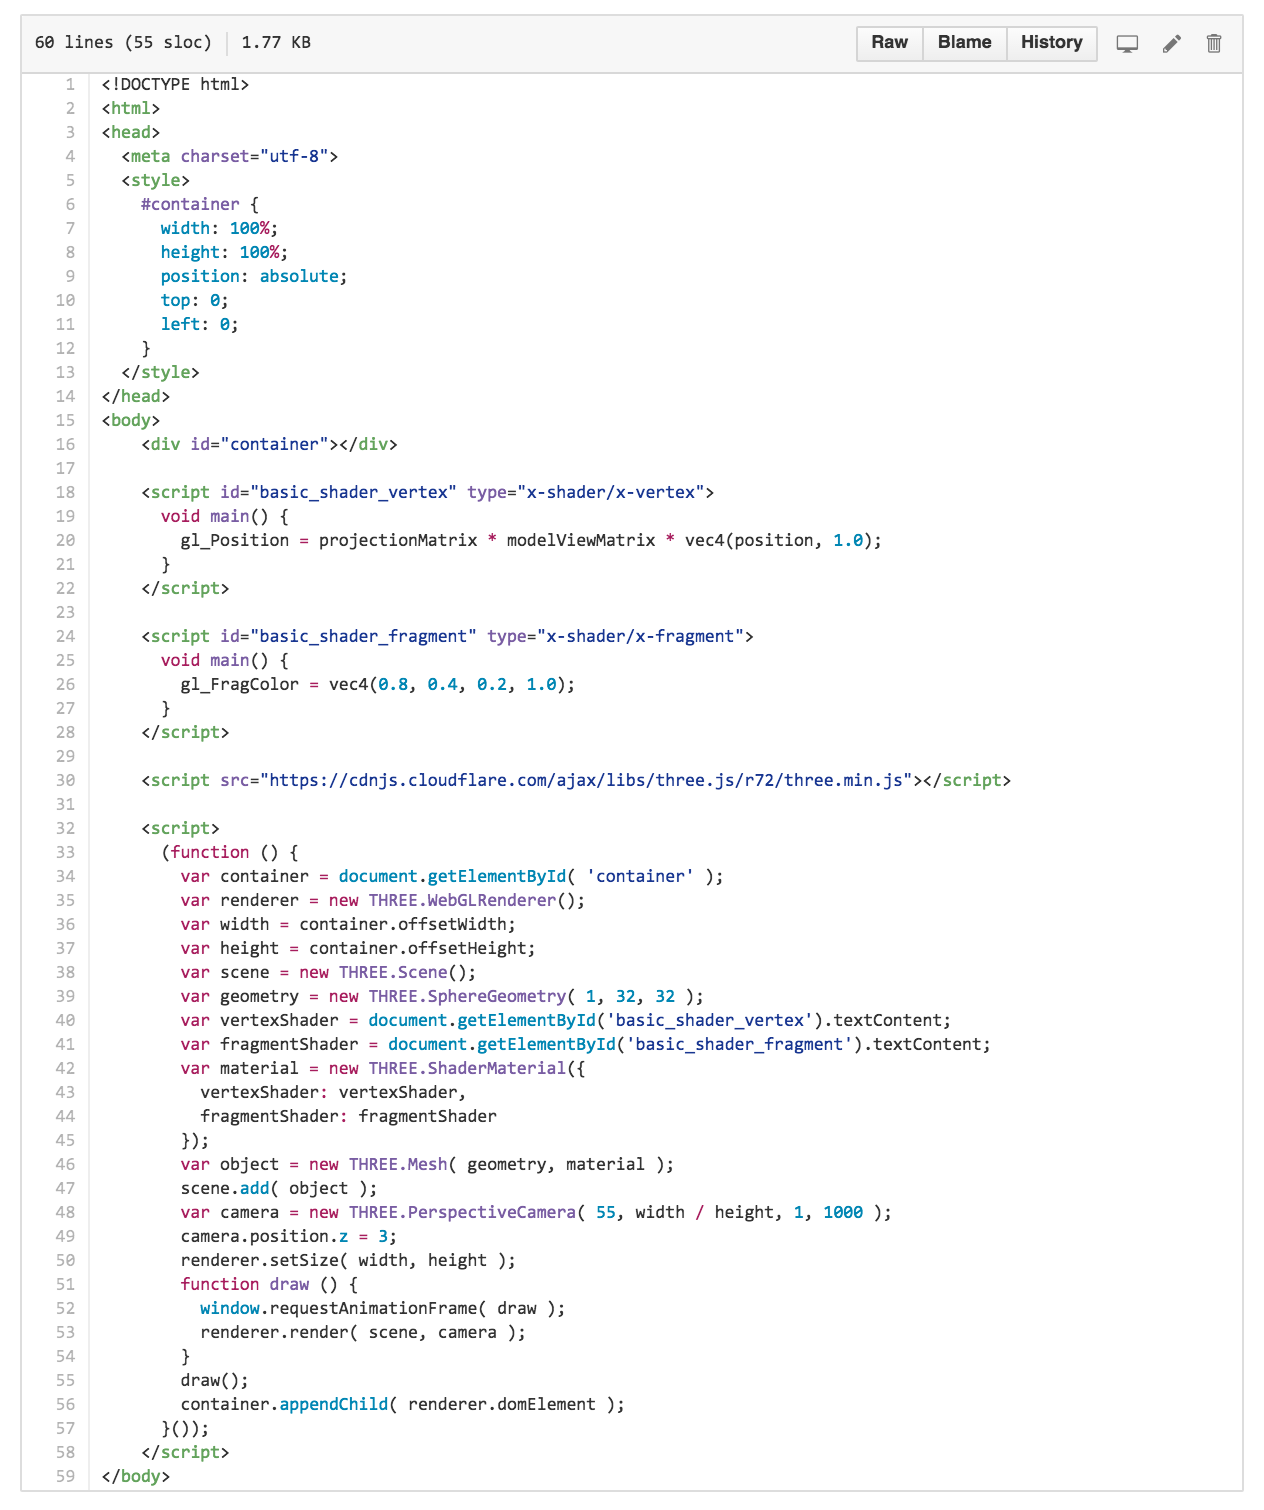 60 lines (55 sloc) 1.77 KB Raw Blame History
1 <!DOCTYPE html>
2 <html>
3 <head>
4   <meta charset="utf-8">
5   <style>
6     #container {
7       width: 100%;
8       height: 100%;
9       position: absolute;
10       top: 0;
11       left: 0;
12     }
13   </style>
14 </head>
15 <body>
16     <div id="container"></div>
17
18     <script id="basic_shader_vertex" type="x-shader/x-vertex">
19       void main() {
20         gl_Position = projectionMatrix * modelViewMatrix * vec4(position, 1.0);
21       }
22     </script>
23
24     <script id="basic_shader_fragment" type="x-shader/x-fragment">
25       void main() {
26         gl_FragColor = vec4(0.8, 0.4, 0.2, 1.0);
27       }
28     </script>
29
30     <script src="https://cdnjs.cloudflare.com/ajax/libs/three.js/r72/three.min.js"></script>
31
32     <script>
33       (function () {
34         var container = document.getElementById( 'container' );
35         var renderer = new THREE.WebGLRenderer();
36         var width = container.offsetWidth;
37         var height = container.offsetHeight;
38         var scene = new THREE.Scene();
39         var geometry = new THREE.SphereGeometry( 1, 32, 32 );
40         var vertexShader = document.getElementById('basic_shader_vertex').textContent;
41         var fragmentShader = document.getElementById('basic_shader_fragment').textContent;
42         var material = new THREE.ShaderMaterial({
43           vertexShader: vertexShader,
44           fragmentShader: fragmentShader
45         });
46         var object = new THREE.Mesh( geometry, material );
47         scene.add( object );
48         var camera = new THREE.PerspectiveCamera( 55, width / height, 1, 1000 );
49         camera.position.z = 3;
50         renderer.setSize( width, height );
51         function draw () {
52           window.requestAnimationFrame( draw );
53           renderer.render( scene, camera );
54         }
55         draw();
56         container.appendChild( renderer.domElement );
57       }());
58     </script>
59 </body>